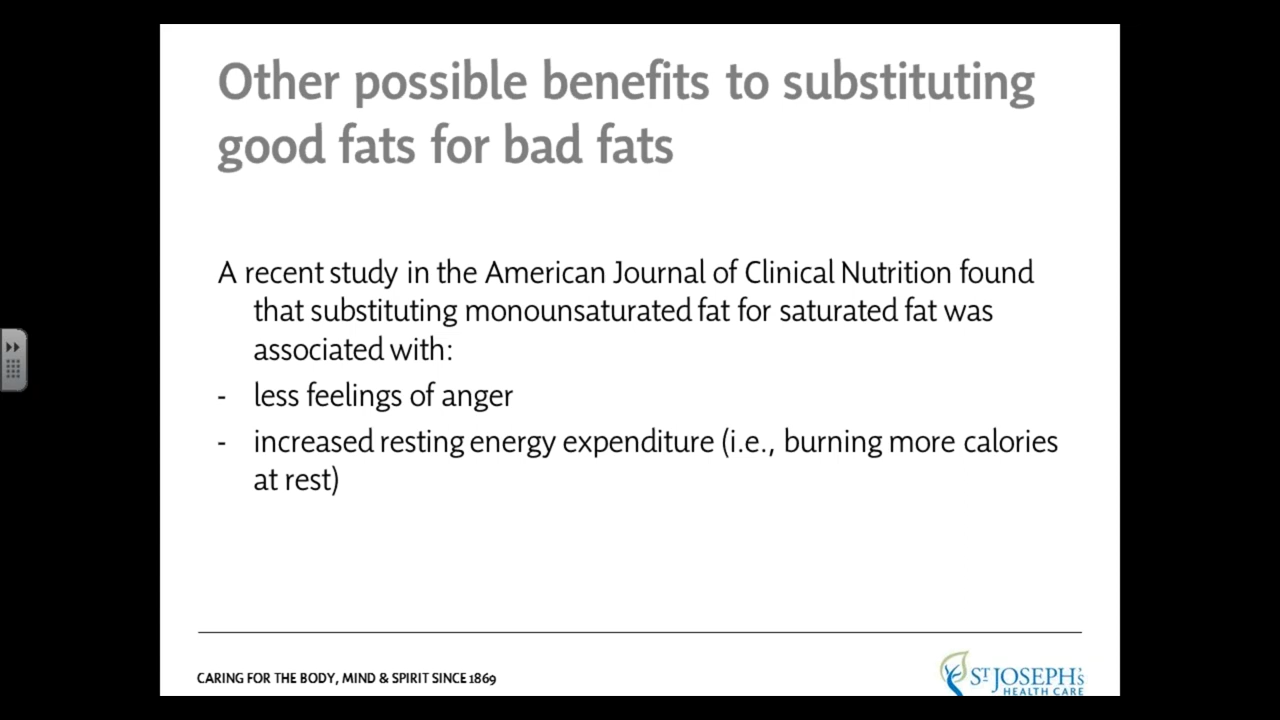 Other possible benefits to substituting
good fats for bad fats
A recent study in the American Journal of Clinical Nutrition found
that substituting monounsaturated fat for saturated fat was
associated with:
- less feelings of anger
- increased resting energy expenditure (i.e., burning more calories
at rest)
CARING FOR THE BODY, MIND & SPIRIT SINCE 1869
ST JOSEPH'S
HEALTH CARE